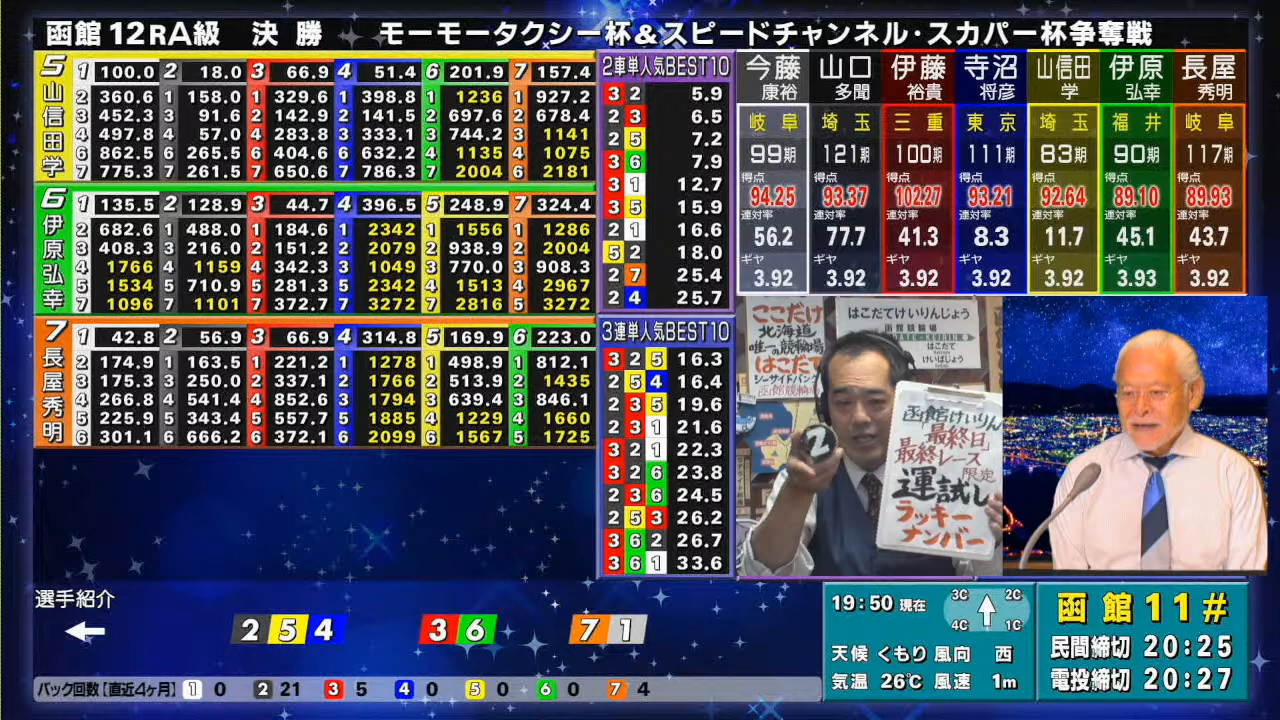 函館12RA級 決勝 モーモータクシー杯&スピードチャンネル・スカパー杯争奪戦
5 山信田学
1 100.0 2 18.0 3 66.9 4 51.4 6 201.9 7 157.4
2 360.6 1 158.0 1 329.6 1 398.8 1 1236 1 927.2
3 452.3 3 91.6 2 142.9 2 141.5 2 697.6 2 678.4
4 497.8 4 57.0 4 283.8 3 333.1 3 744.2 3 1141
6 862.5 6 265.5 6 404.6 6 632.2 4 1135 4 1075
7 775.3 7 261.5 7 650.6 7 786.3 7 2004 6 2181
6 伊原弘幸
1 135.5 2 128.9 3 44.7 4 396.5 5 248.9 7 324.4
2 682.6 1 488.0 1 184.6 1 2342 1 1556 1 1286
3 408.3 3 216.0 2 151.2 2 2079 2 938.9 2 2004
4 1766 4 1159 4 342.3 3 1049 3 770.0 3 908.3
5 1534 5 710.9 5 281.3 5 2342 4 1513 4 2967
7 1096 7 1101 7 372.7 7 3272 7 2816 5 3272
7 長屋秀明
1 42.8 2 56.9 3 66.9 4 314.8 5 169.9 6 223.0
2 174.9 1 163.5 1 221.2 1 1278 1 498.9 1 812.1
3 175.3 3 250.0 2 337.1 2 1766 2 513.9 2 1435
4 266.8 4 541.4 4 852.6 3 1794 3 639.4 3 846.1
5 225.9 5 343.4 5 557.7 5 1885 4 1229 4 1660
6 301.1 6 666.2 6 372.1 6 2099 6 1567 5 1725
2車単人気BEST10
3 2 5.9
2 3 6.5
2 5 7.2
3 6 7.9
3 1 12.7
3 5 15.9
2 1 16.6
5 2 18.0
2 7 25.4
2 4 25.7
3連単人気BEST10
3 2 5 16.3
2 5 4 16.4
2 3 5 19.6
2 3 1 21.6
3 2 1 22.3
3 2 6 23.8
2 3 6 24.5
2 5 3 26.2
3 6 2 26.7
3 6 1 33.6
今藤 山口 伊藤 寺沼 山信田 伊原 長屋
康裕 多聞 裕貴 将彦 学 弘幸 秀明
岐阜 埼玉 三重 東京 埼玉 福井 岐阜
99期 121期 100期 111期 83期 90期 117期
得点 得点 得点 得点 得点 得点 得点
94.25 93.37 10227 93.21 92.64 89.10 89.93
連対率 連対率 連対率 連対率 連対率 連対率 連対率
56.2 77.7 41.3 8.3 11.7 45.1 43.7
ギヤ ギヤ ギヤ ギヤ ギヤ ギヤ ギヤ
3.92 3.92 3.92 3.92 3.92 3.93 3.92
ここだけ
北海道
唯一の競輪場
はこだて
シーサイドバンク
函館競輪
はこだてけいりんじょう
函館競輪場
はこだて
けいばじょう
2
函館けいりん
最終日
最終レース
限定
運試し
ラッキー
ナンバー
選手紹介
←
2 5 4 3 6 7 1
バック回数【直近4ヶ月】 1 0 2 21 3 5 4 0 5 0 6 0 7 4
19:50 現在
3C 2C
4C 1C
天候 くもり 風向 西
気温 26℃ 風速 1m
函館11#
民間締切 20:25
電投締切 20:27